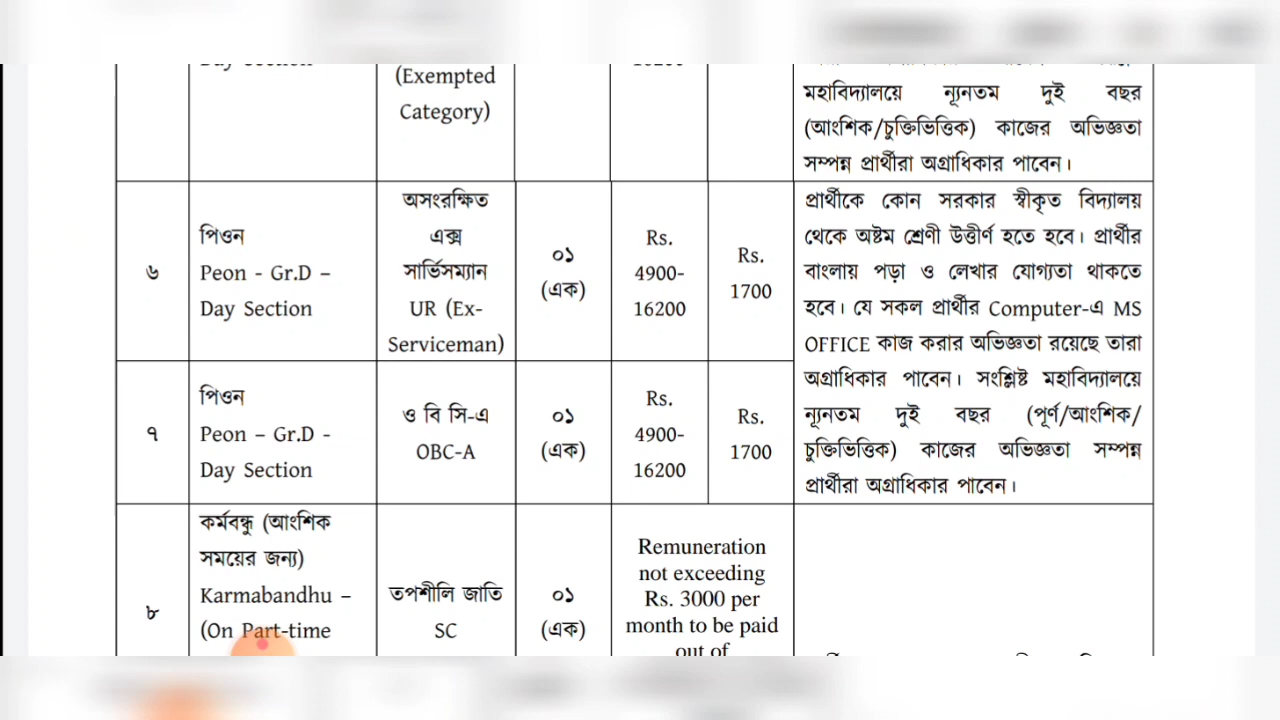 (Exempted
Category)
মহাবিদ্যালয়ে ন্যূনতম দুই বছর
(আংশিক/চুক্তিভিত্তিক) কাজের অভিজ্ঞতা
সম্পন্ন প্রার্থীরা অগ্রাধিকার পাবেন।
৬
পিওন
Peon - Gr.D –
Day Section
অসংরক্ষিত
এক্স
সার্ভিসম্যান
UR (Ex-
Serviceman)
০১
(এক)
Rs.
4900-
16200
Rs.
1700
প্রার্থীকে কোন সরকার স্বীকৃত বিদ্যালয়
থেকে অষ্টম শ্রেণী উত্তীর্ণ হতে হবে। প্রার্থীর
বাংলায় পড়া ও লেখার যোগ্যতা থাকতে
হবে। যে সকল প্রার্থীর Computer-এ MS
OFFICE কাজ করার অভিজ্ঞতা রয়েছে তারা
অগ্রাধিকার পাবেন। সংশ্লিষ্ট মহাবিদ্যালয়ে
ন্যূনতম দুই বছর (পূর্ণ/আংশিক/
চুক্তিভিত্তিক) কাজের অভিজ্ঞতা সম্পন্ন
প্রার্থীরা অগ্রাধিকার পাবেন।
৭
পিওন
Peon – Gr.D -
Day Section
ও বি সি-এ
OBC-A
০১
(এক)
Rs.
4900-
16200
Rs.
1700
৮
কর্মবন্ধু (আংশিক
সময়ের জন্য)
Karmabandhu –
(On Part-time
তপশীলি জাতি
SC
০১
(এক)
Remuneration
not exceeding
Rs. 3000 per
month to be paid
out of